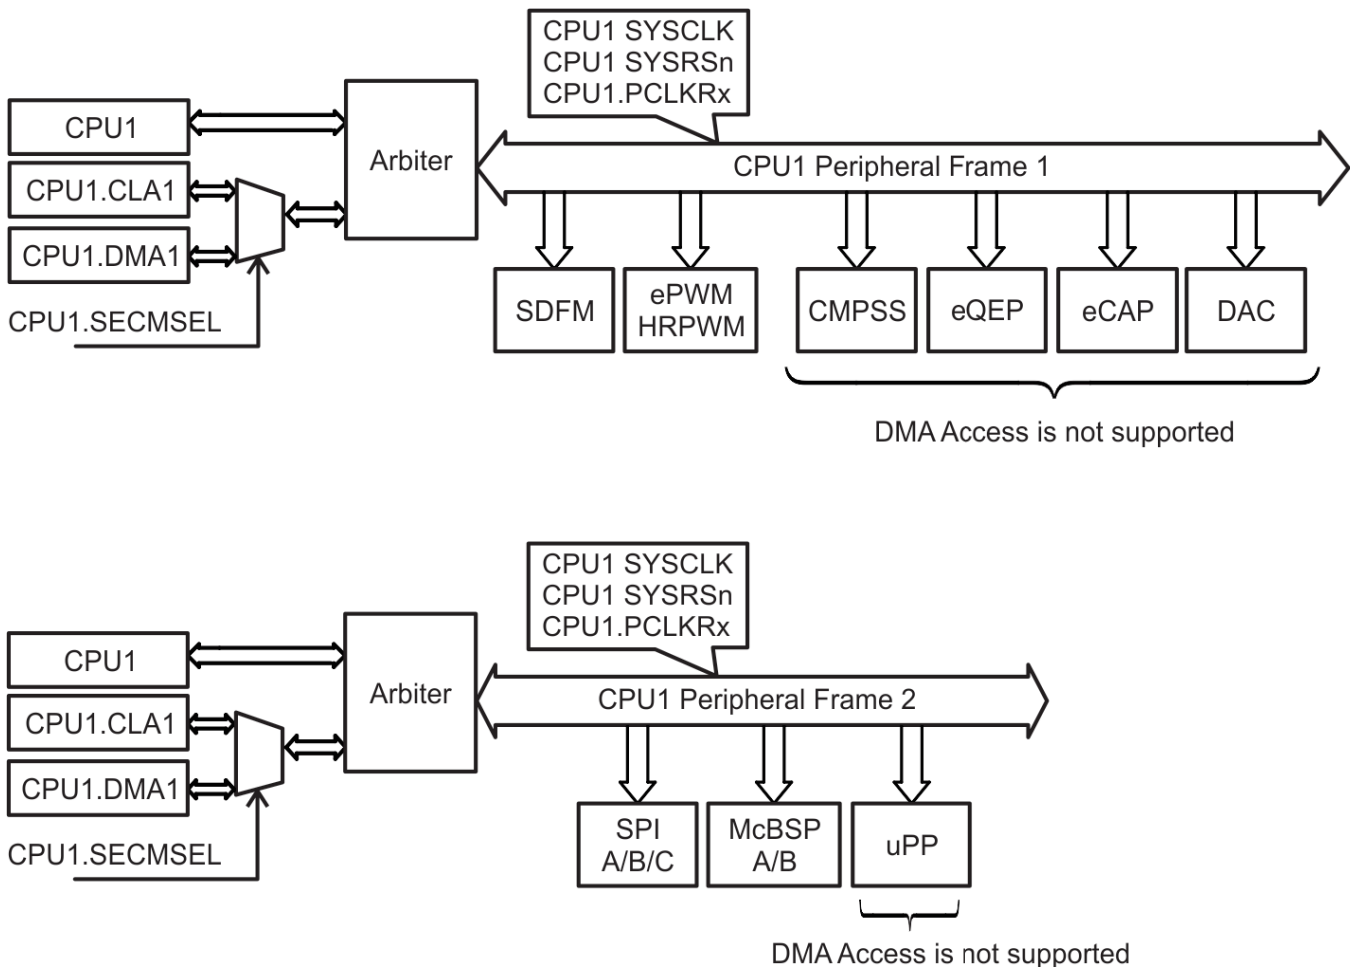 CPU1 SYSCLK
CPU1 SYSRSn
CPU1.PCLKRx
CPU1
CPU1.CLA1
CPU1.DMA1
CPU1.SECMSEL
Arbiter
CPU1 Peripheral Frame 1
SDFM
ePWM
HRPWM
CMPSS
eQEP
eCAP
DAC
DMA Access is not supported
CPU1 SYSCLK
CPU1 SYSRSn
CPU1.PCLKRx
CPU1
CPU1.CLA1
CPU1.DMA1
CPU1.SECMSEL
Arbiter
CPU1 Peripheral Frame 2
SPI
A/B/C
McBSP
A/B
uPP
DMA Access is not supported